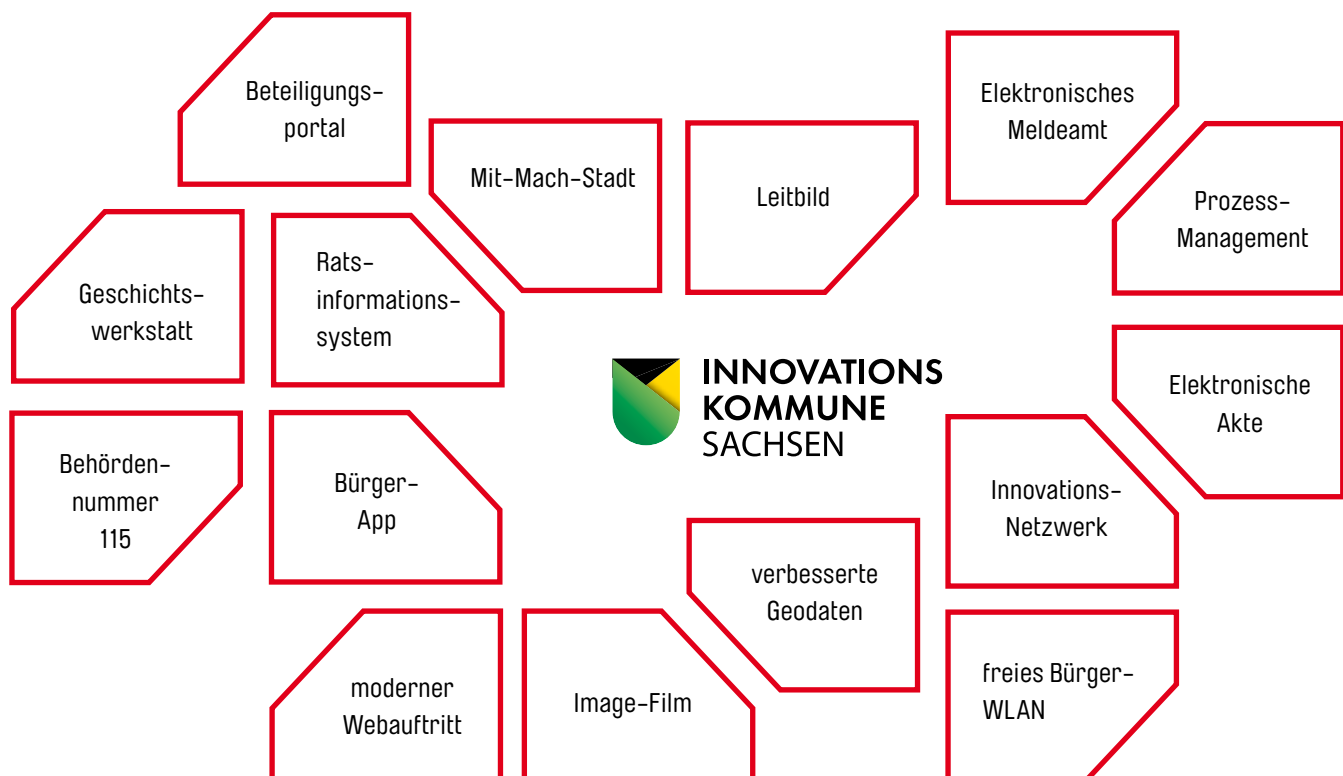 Beteiligungs-
portal
Mit-Mach-Stadt
Leitbild
Elektronisches
Meldeamt
Prozess-
Management
Geschichts-
werkstatt
Rats-
informations-
system
INNOVATIONS
KOMMUNE
SACHSEN
Elektronische
Akte
Behörden-
nummer
115
Bürger-
App
Innovations-
Netzwerk
verbesserte
Geodaten
moderner
Webauftritt
Image-Film
freies Bürger-
WLAN